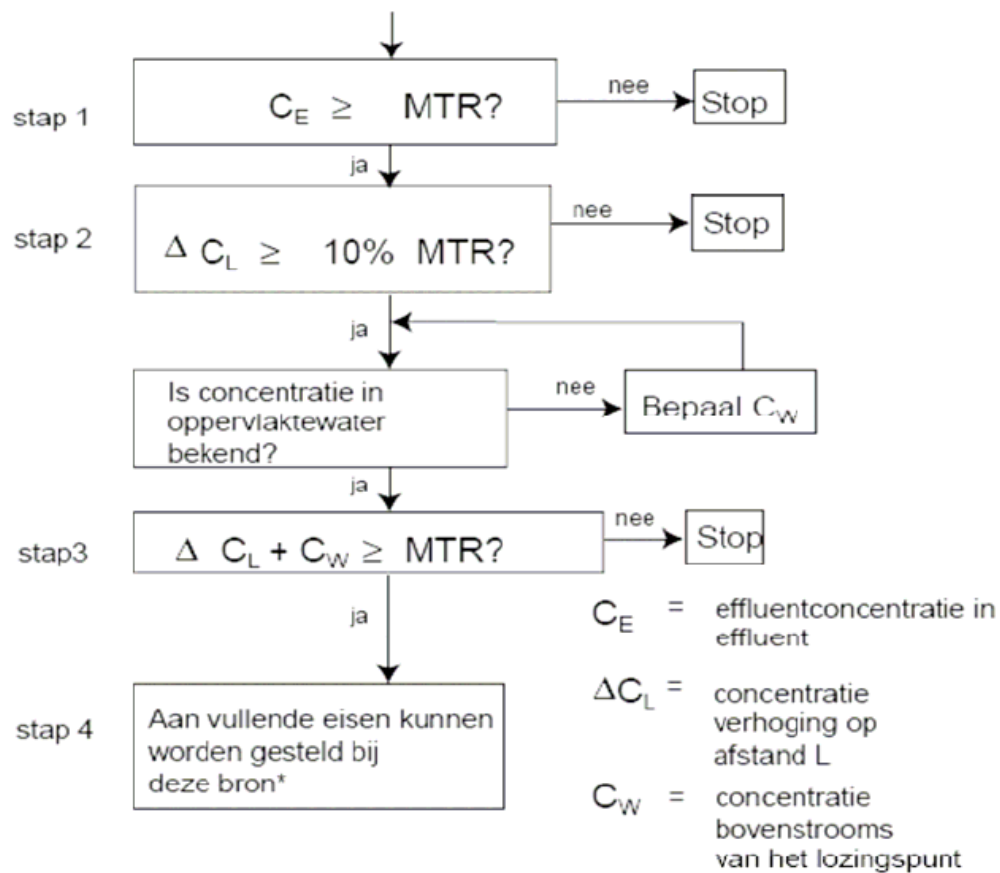 stap 1
C_E ≥ MTR?
nee
Stop
ja
stap 2
Δ C_L ≥ 10% MTR?
nee
Stop
ja
Is concentratie in
oppervlaktewater
bekend?
nee
Bepaal C_W
ja
stap3
Δ C_L + C_W ≥ MTR?
nee
Stop
ja
stap 4
Aan vullende eisen kunnen
worden gesteld bij
deze bron*
C_E = effluentconcentratie in
effluent
ΔC_L = concentratie
verhoging op
afstand L
C_W = concentratie
bovenstrooms
van het lozingspunt